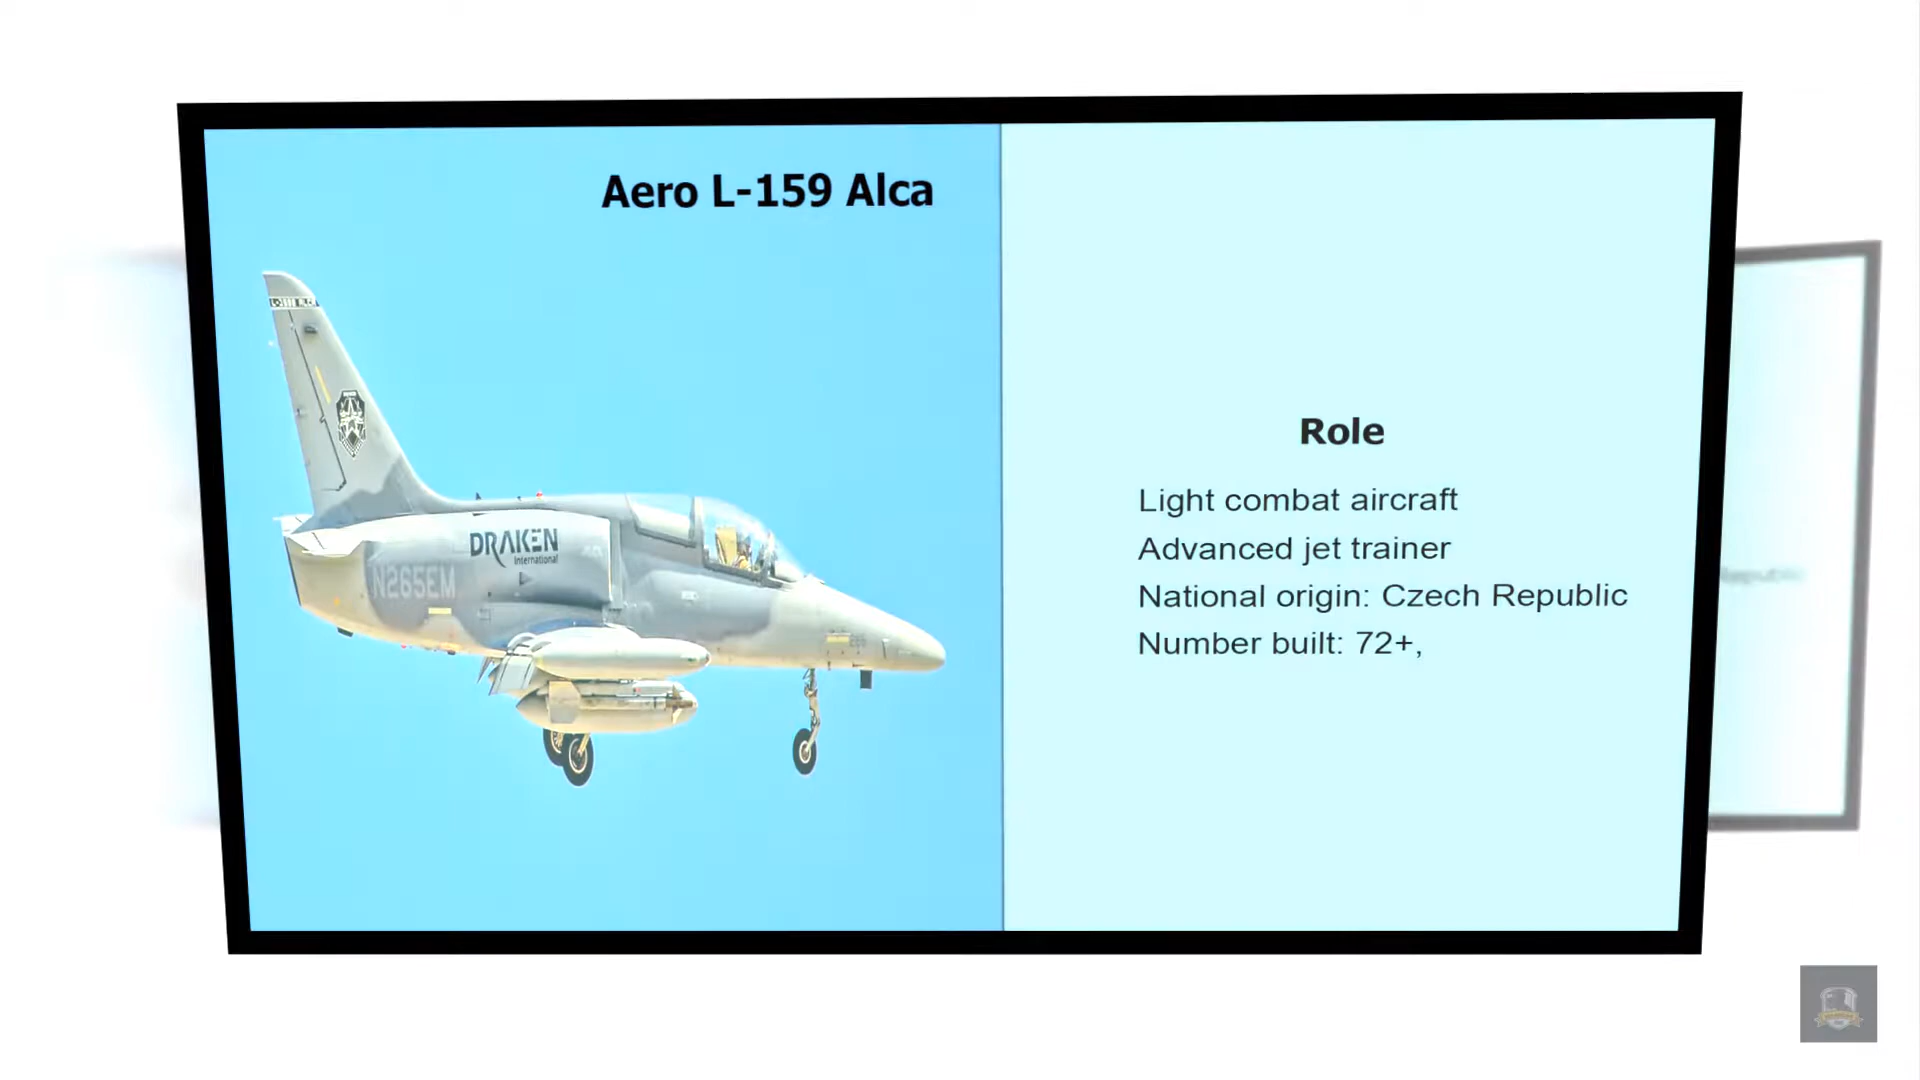 Aero L-159 Alca
DRAKEN
International
N265EM
Role
Light combat aircraft
Advanced jet trainer
National origin: Czech Republic
Number built: 72+,